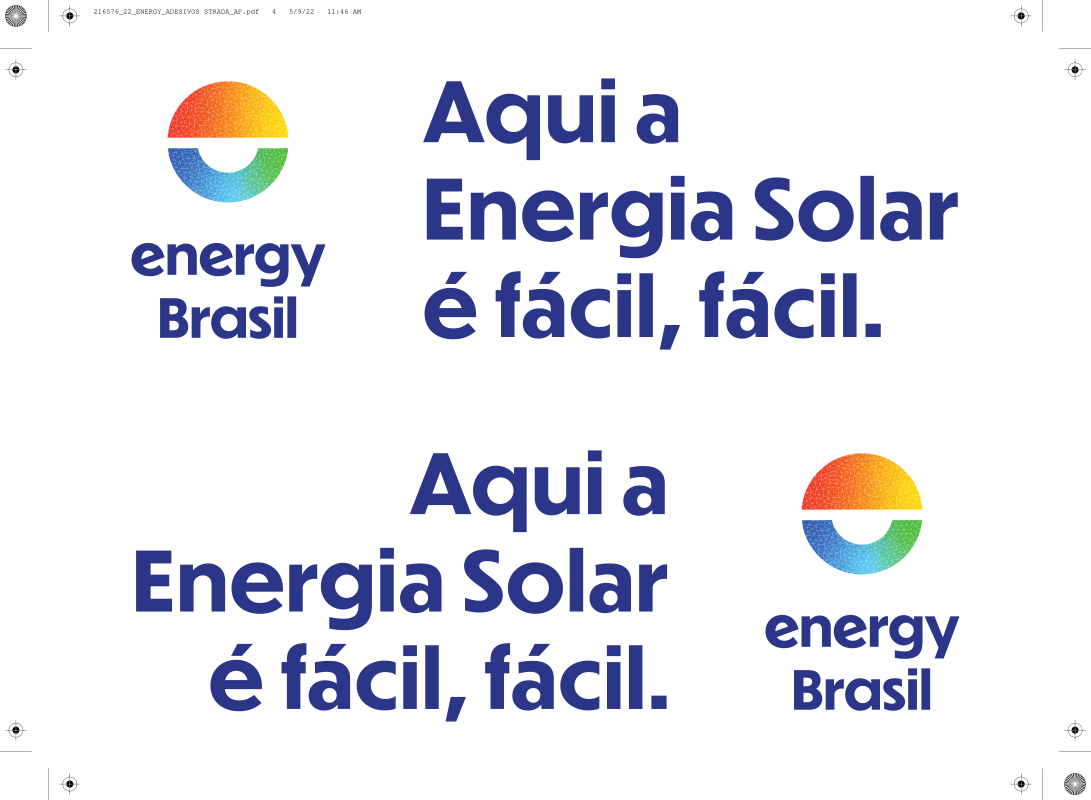 216576_22_ENERGY_ADESIVOS STRADA_AF.pdf 4 5/9/22 11:46 AM
energy
Brasil
Aqui a
Energia Solar
é fácil, fácil.
Aqui a
Energia Solar
é fácil, fácil.
energy
Brasil